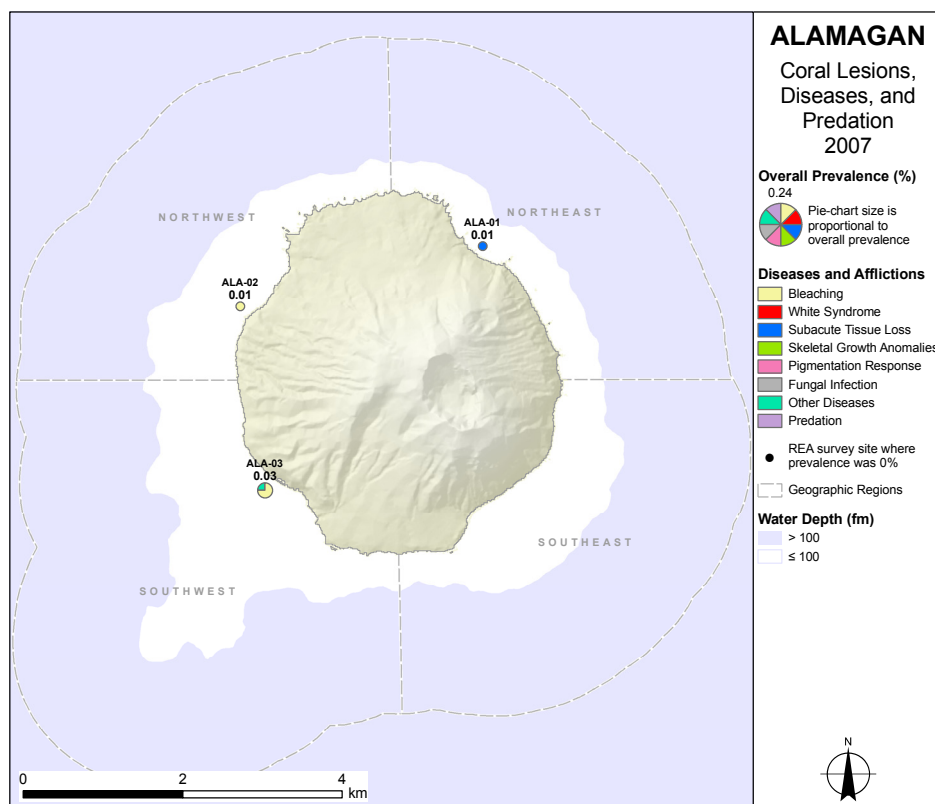 ALAMAGAN
Coral Lesions,
Diseases, and
Predation
2007
Overall Prevalence (%)
0.24
Pie-chart size is
proportional to
overall prevalence
Diseases and Afflictions
Bleaching
White Syndrome
Subacute Tissue Loss
Skeletal Growth Anomalies
Pigmentation Response
Fungal Infection
Other Diseases
Predation
REA survey site where
prevalence was 0%
Geographic Regions
Water Depth (fm)
> 100
≤ 100
N
NORTHWEST
NORTHEAST
ALA-01
0.01
ALA-02
0.01
ALA-03
0.03
SOUTHEAST
SOUTHWEST
0 2 4
km